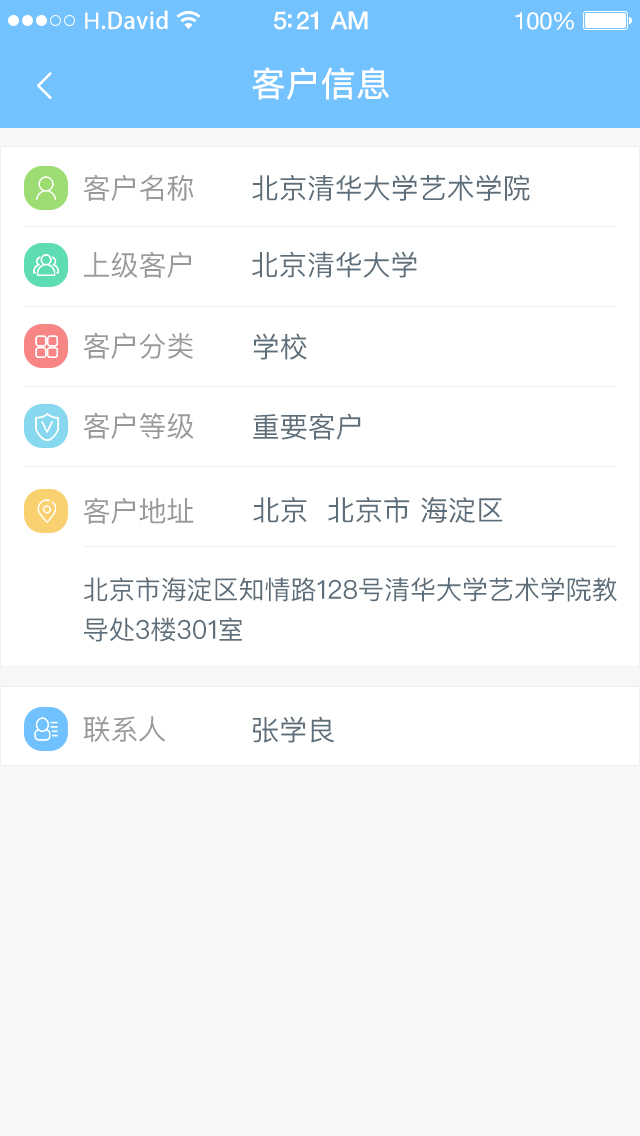 H.David 5:21 AM 100%
客户信息
客户名称 北京清华大学艺术学院
上级客户 北京清华大学
客户分类 学校
客户等级 重要客户
客户地址 北京 北京市 海淀区
北京市海淀区知情路128号清华大学艺术学院教
导处3楼301室
联系人 张学良